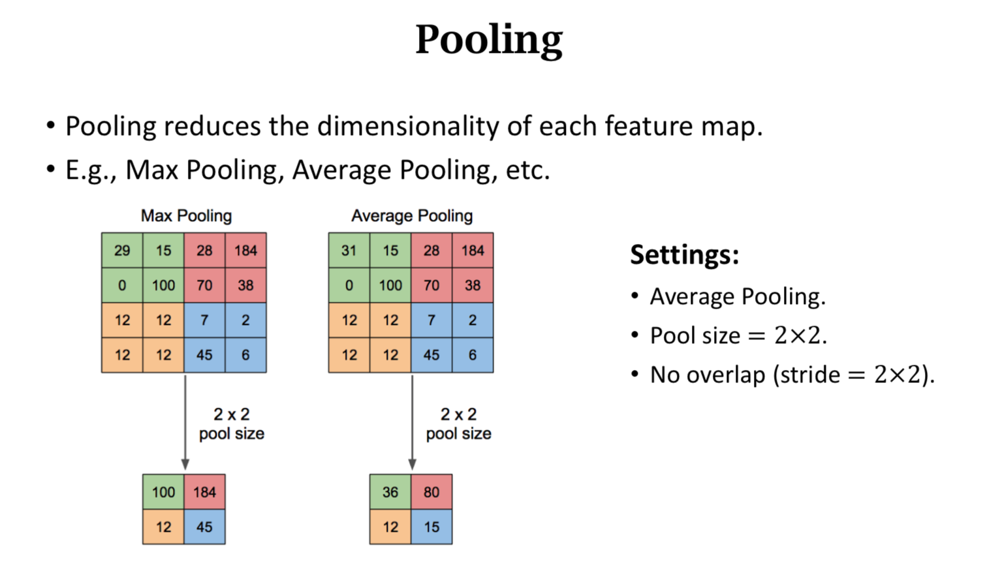 Pooling
• Pooling reduces the dimensionality of each feature map.
• E.g., Max Pooling, Average Pooling, etc.
Max Pooling
29 15 28 184
0 100 70 38
12 12 7 2
12 12 45 6
2 x 2
pool size
100 184
12 45
Average Pooling
31 15 28 184
0 100 70 38
12 12 7 2
12 12 45 6
2 x 2
pool size
36 80
12 15
Settings:
• Average Pooling.
• Pool size = 2×2.
• No overlap (stride = 2×2).